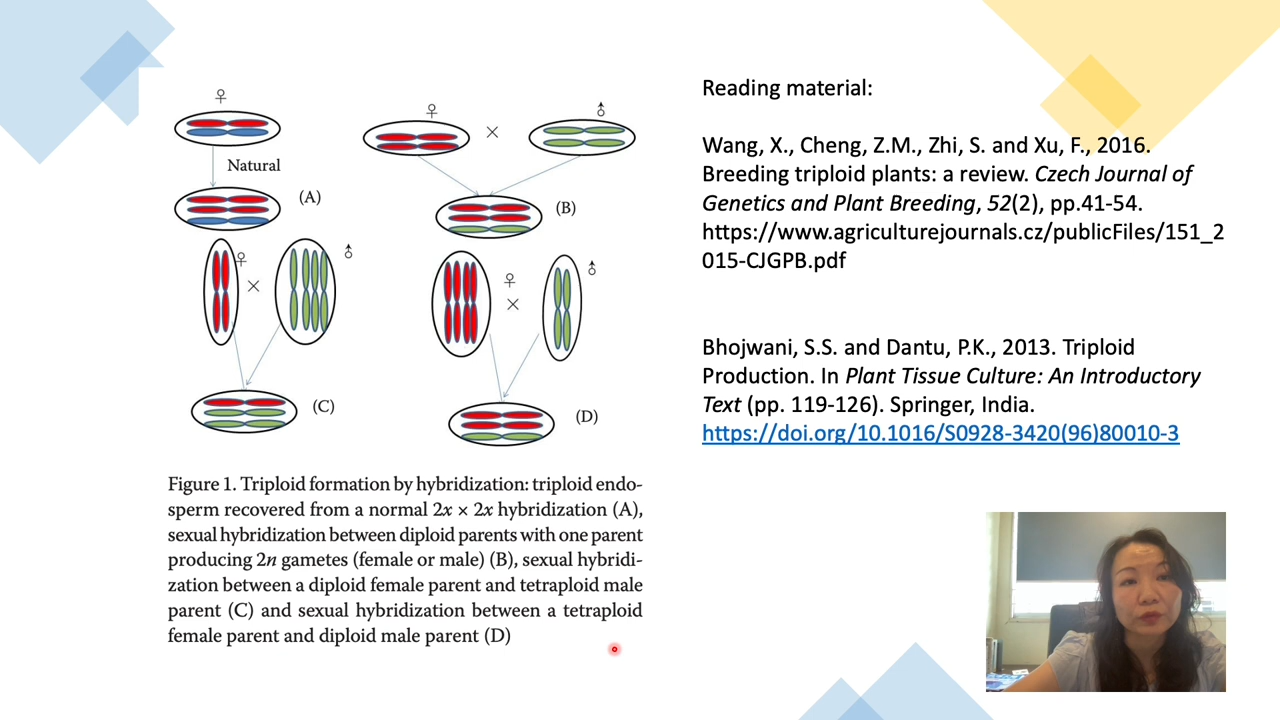 ♀
Natural
(A)
♀
×
♂
(B)
♀
×
♂
(C)
♀
×
♂
(D)
Figure 1. Triploid formation by hybridization: triploid endo-
sperm recovered from a normal 2x × 2x hybridization (A),
sexual hybridization between diploid parents with one parent
producing 2n gametes (female or male) (B), sexual hybridi-
zation between a diploid female parent and tetraploid male
parent (C) and sexual hybridization between a tetraploid
female parent and diploid male parent (D)
Reading material:
Wang, X., Cheng, Z.M., Zhi, S. and Xu, F., 2016.
Breeding triploid plants: a review. Czech Journal of
Genetics and Plant Breeding, 52(2), pp.41-54.
https://www.agriculturejournals.cz/publicFiles/151_2
015-CJGPB.pdf
Bhojwani, S.S. and Dantu, P.K., 2013. Triploid
Production. In Plant Tissue Culture: An Introductory
Text (pp. 119-126). Springer, India.
https://doi.org/10.1016/S0928-3420(96)80010-3